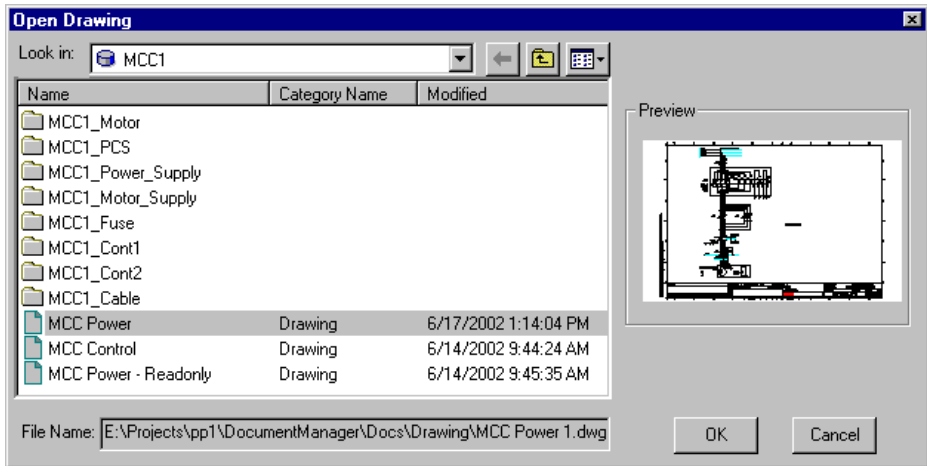 Open Drawing
Look in: MCC1
Name Category Name Modified
Preview
MCC1_Motor
MCC1_PCS
MCC1_Power_Supply
MCC1_Motor_Supply
MCC1_Fuse
MCC1_Cont1
MCC1_Cont2
MCC1_Cable
MCC Power Drawing 6/17/2002 1:14:04 PM
MCC Control Drawing 6/14/2002 9:44:24 AM
MCC Power - Readonly Drawing 6/14/2002 9:45:35 AM
File Name: E:\Projects\pp1\DocumentManager\Docs\Drawing\MCC Power 1.dwg
OK Cancel